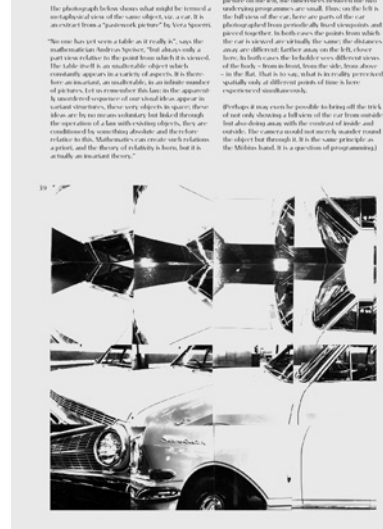 The photograph below shows what might be termed a
metaphysical view of the same object, viz. a car. It is
an extract from a "pastework picture" by Vera Spoerri.
"No one has yet seen a table as it really is", says the
mathematician Andreas Speiser, "but always only a
part view relative to the point from which it is viewed.
The table itself is an unalterable object which
constantly appears in a variety of aspects. It is there-
fore an invariant, an unalterable, in an infinite number
of pictures. Let us remember this law: in the apparent-
ly unordered sequence of our visual ideas appear in
variant structures, these very objects in space; these
ideas are by no means voluntary but linked through
the operation of a law with existing objects, they are
conditioned by something absolute and therefore
relative to this. Mathematics can create such relations
a priori, and the theory of relativity is born, but it is
actually an invariant theory."
picture on the left, the differences between the two
underlying programmes are small. Thus, on the left is
the full view of the car, here are parts of the car
photographed from periodically fixed viewpoints and
pieced together. In both cases the points from which
the car is viewed are virtually the same; the distances
away are different: farther away on the left, closer
here. In both cases the beholder sees different views
of the body – from in front, from the side, from above
– in the flat. That is to say, what is in reality perceived
spatially only at different points of time is here
experienced simultaneously.
(Perhaps it may even be possible to bring off the trick
of not only showing a full view of the car from outside
but also doing away with the contrast of inside and
outside. The camera would not merely wander round
the object but through it. It is the same principle as
the Möbius band. It is a question of programming.)
39